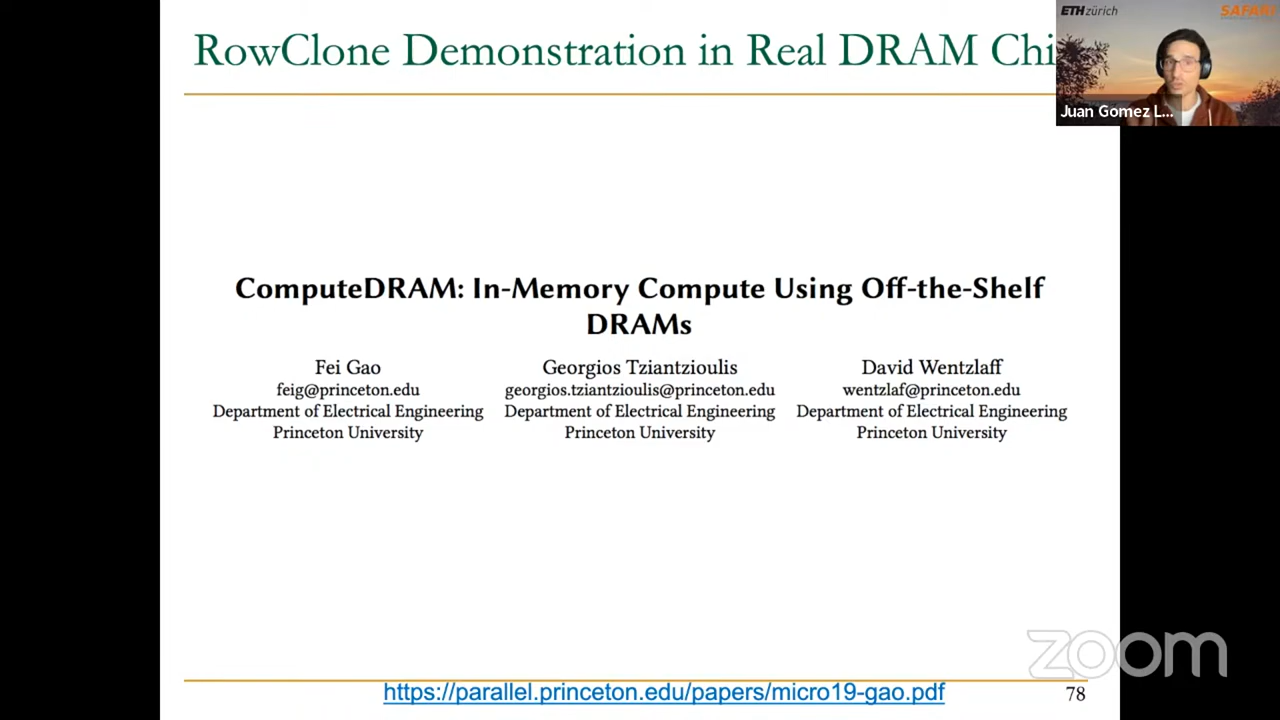 RowClone Demonstration in Real DRAM Chi
ETH zürich
SAFARI
Juan Gomez L...
ComputeDRAM: In-Memory Compute Using Off-the-Shelf
DRAMs
Fei Gao
feig@princeton.edu
Department of Electrical Engineering
Princeton University
Georgios Tziantzioulis
georgios.tziantzioulis@princeton.edu
Department of Electrical Engineering
Princeton University
David Wentzlaff
wentzlaf@princeton.edu
Department of Electrical Engineering
Princeton University
zoom
https://parallel.princeton.edu/papers/micro19-gao.pdf
78